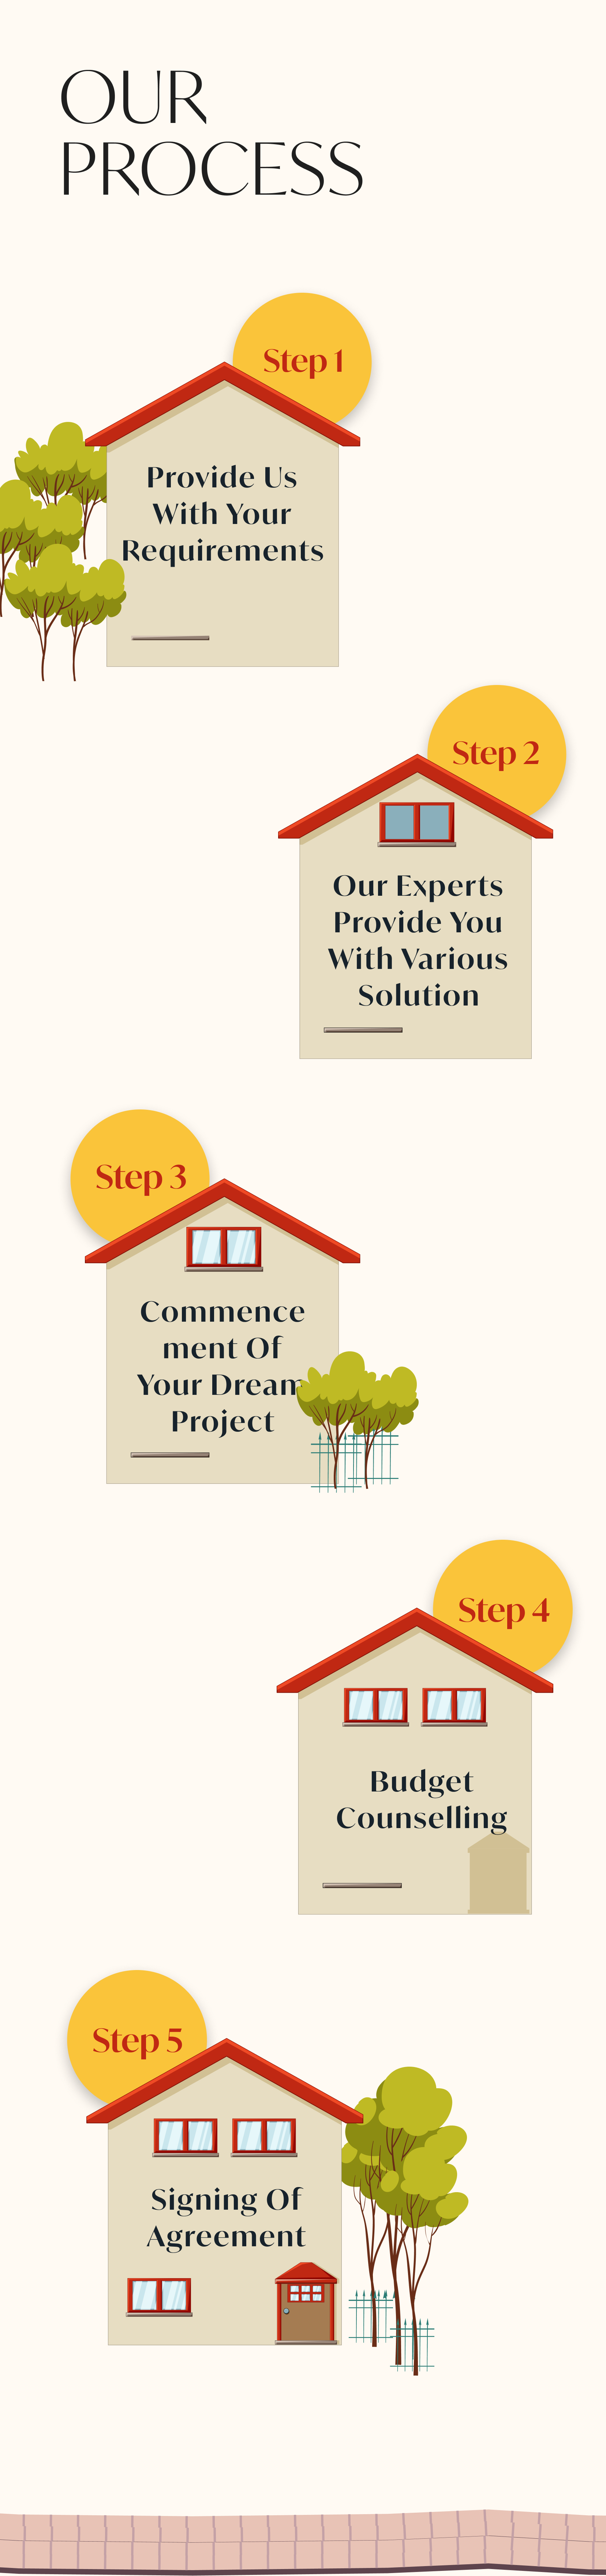 OUR
PROCESS
Step 1
Provide Us
With Your
Requirements
Step 2
Our Experts
Provide You
With Various
Solution
Step 3
Commence
ment Of
Your Dream
Project
Step 4
Budget
Counselling
Step 5
Signing Of
Agreement